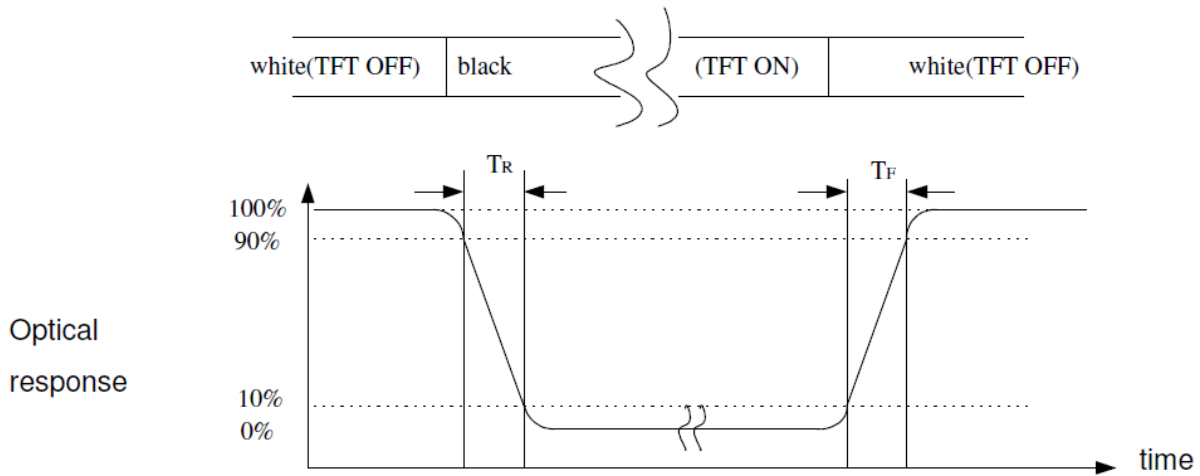 white(TFT OFF) black (TFT ON) white(TFT OFF)
TR TF
100%
90%
Optical
response
10%
0%
time